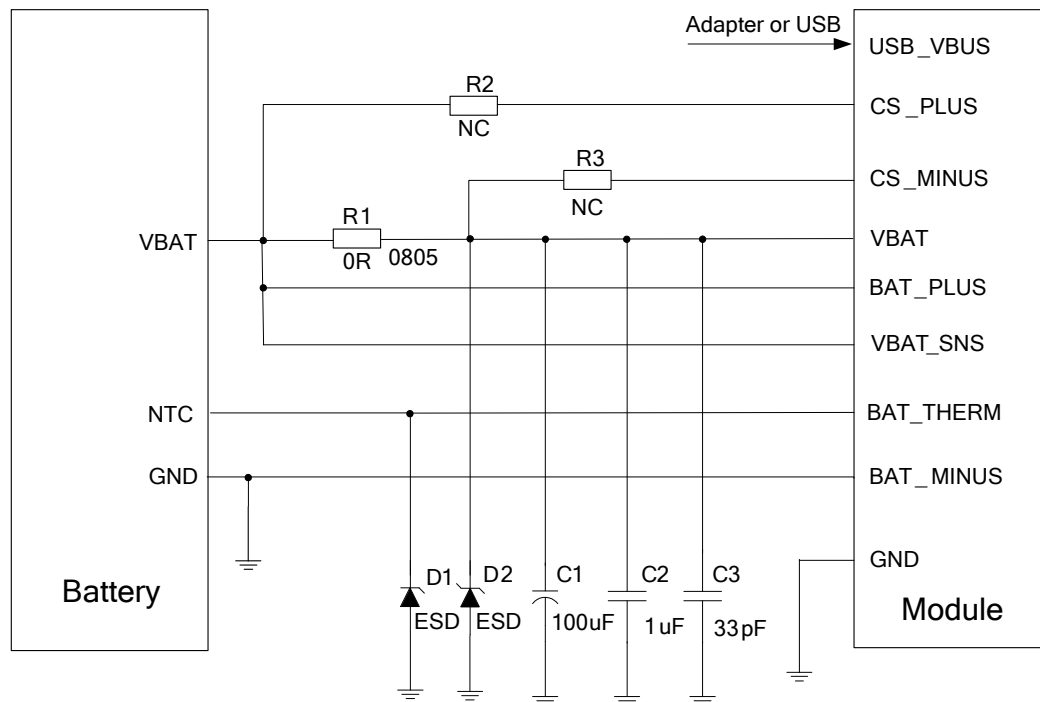 Adapter or USB
USB_VBUS
R2
NC
CS_PLUS
R3
NC
CS_MINUS
VBAT
R1
0R 0805
VBAT
BAT_PLUS
VBAT_SNS
NTC
BAT_THERM
GND
BAT_MINUS
GND
D1
ESD
D2
ESD
C1
100uF
C2
1uF
C3
33pF
Battery
Module